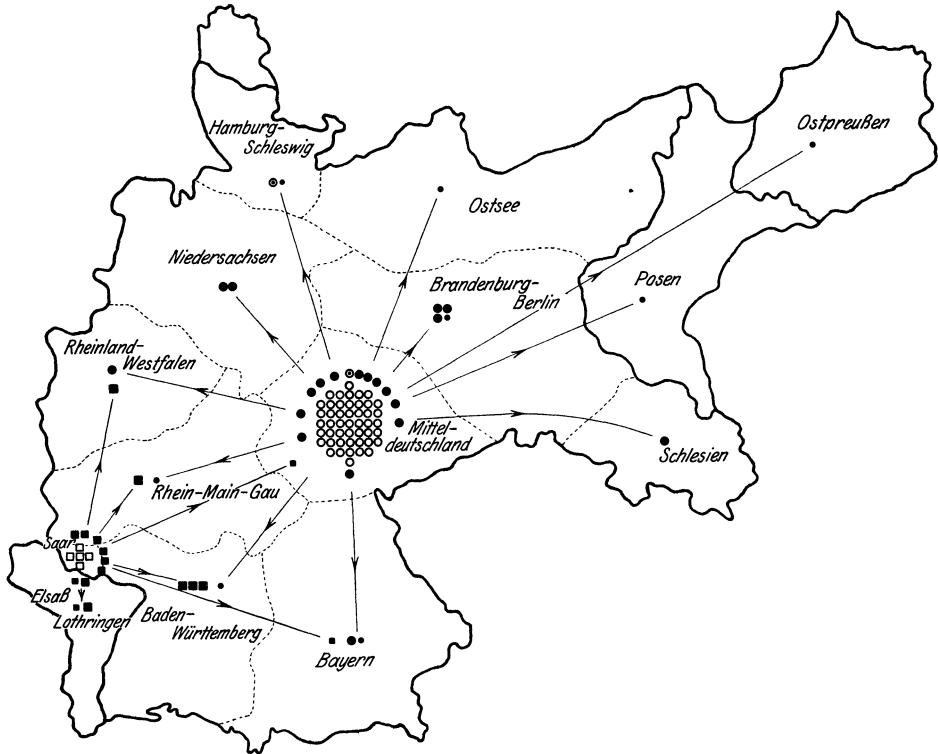 Hamburg-
Schleswig
Ostpreußen
Ostsee
Niedersachsen
Brandenburg-
Berlin
Posen
Rheinland-
Westfalen
Mittel-
deutschland
Schlesien
Rhein-Main-Gau
Saar
Elsaß
Lothringen
Baden-
Württemberg
Bayern